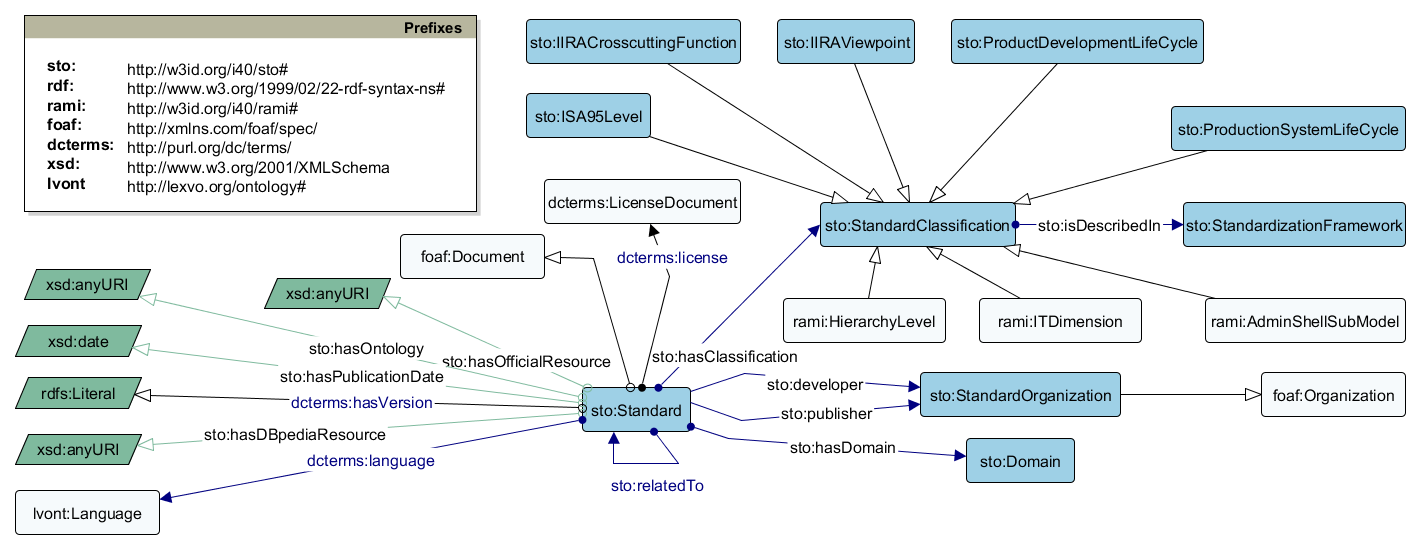 Prefixes
sto: http://w3id.org/i40/sto#
rdf: http://www.w3.org/1999/02/22-rdf-syntax-ns#
rami: http://w3id.org/i40/rami#
foaf: http://xmlns.com/foaf/spec/
dcterms: http://purl.org/dc/terms/
xsd: http://www.w3.org/2001/XMLSchema
lvont http://lexvo.org/ontology#
sto:IIRACrosscuttingFunction
sto:IIRAViewpoint
sto:ProductDevelopmentLifeCycle
sto:ISA95Level
sto:ProductionSystemLifeCycle
dcterms:LicenseDocument
sto:StandardClassification
sto:isDescribedIn
sto:StandardizationFramework
foaf:Document
dcterms:license
xsd:anyURI
xsd:anyURI
rami:HierarchyLevel
rami:ITDimension
rami:AdminShellSubModel
xsd:date
sto:hasOntology
sto:hasOfficialResource
sto:hasClassification
sto:hasPublicationDate
sto:developer
rdfs:Literal
dcterms:hasVersion
sto:Standard
sto:publisher
sto:StandardOrganization
foaf:Organization
xsd:anyURI
sto:hasDBpediaResource
sto:hasDomain
dcterms:language
sto:Domain
sto:relatedTo
lvont:Language